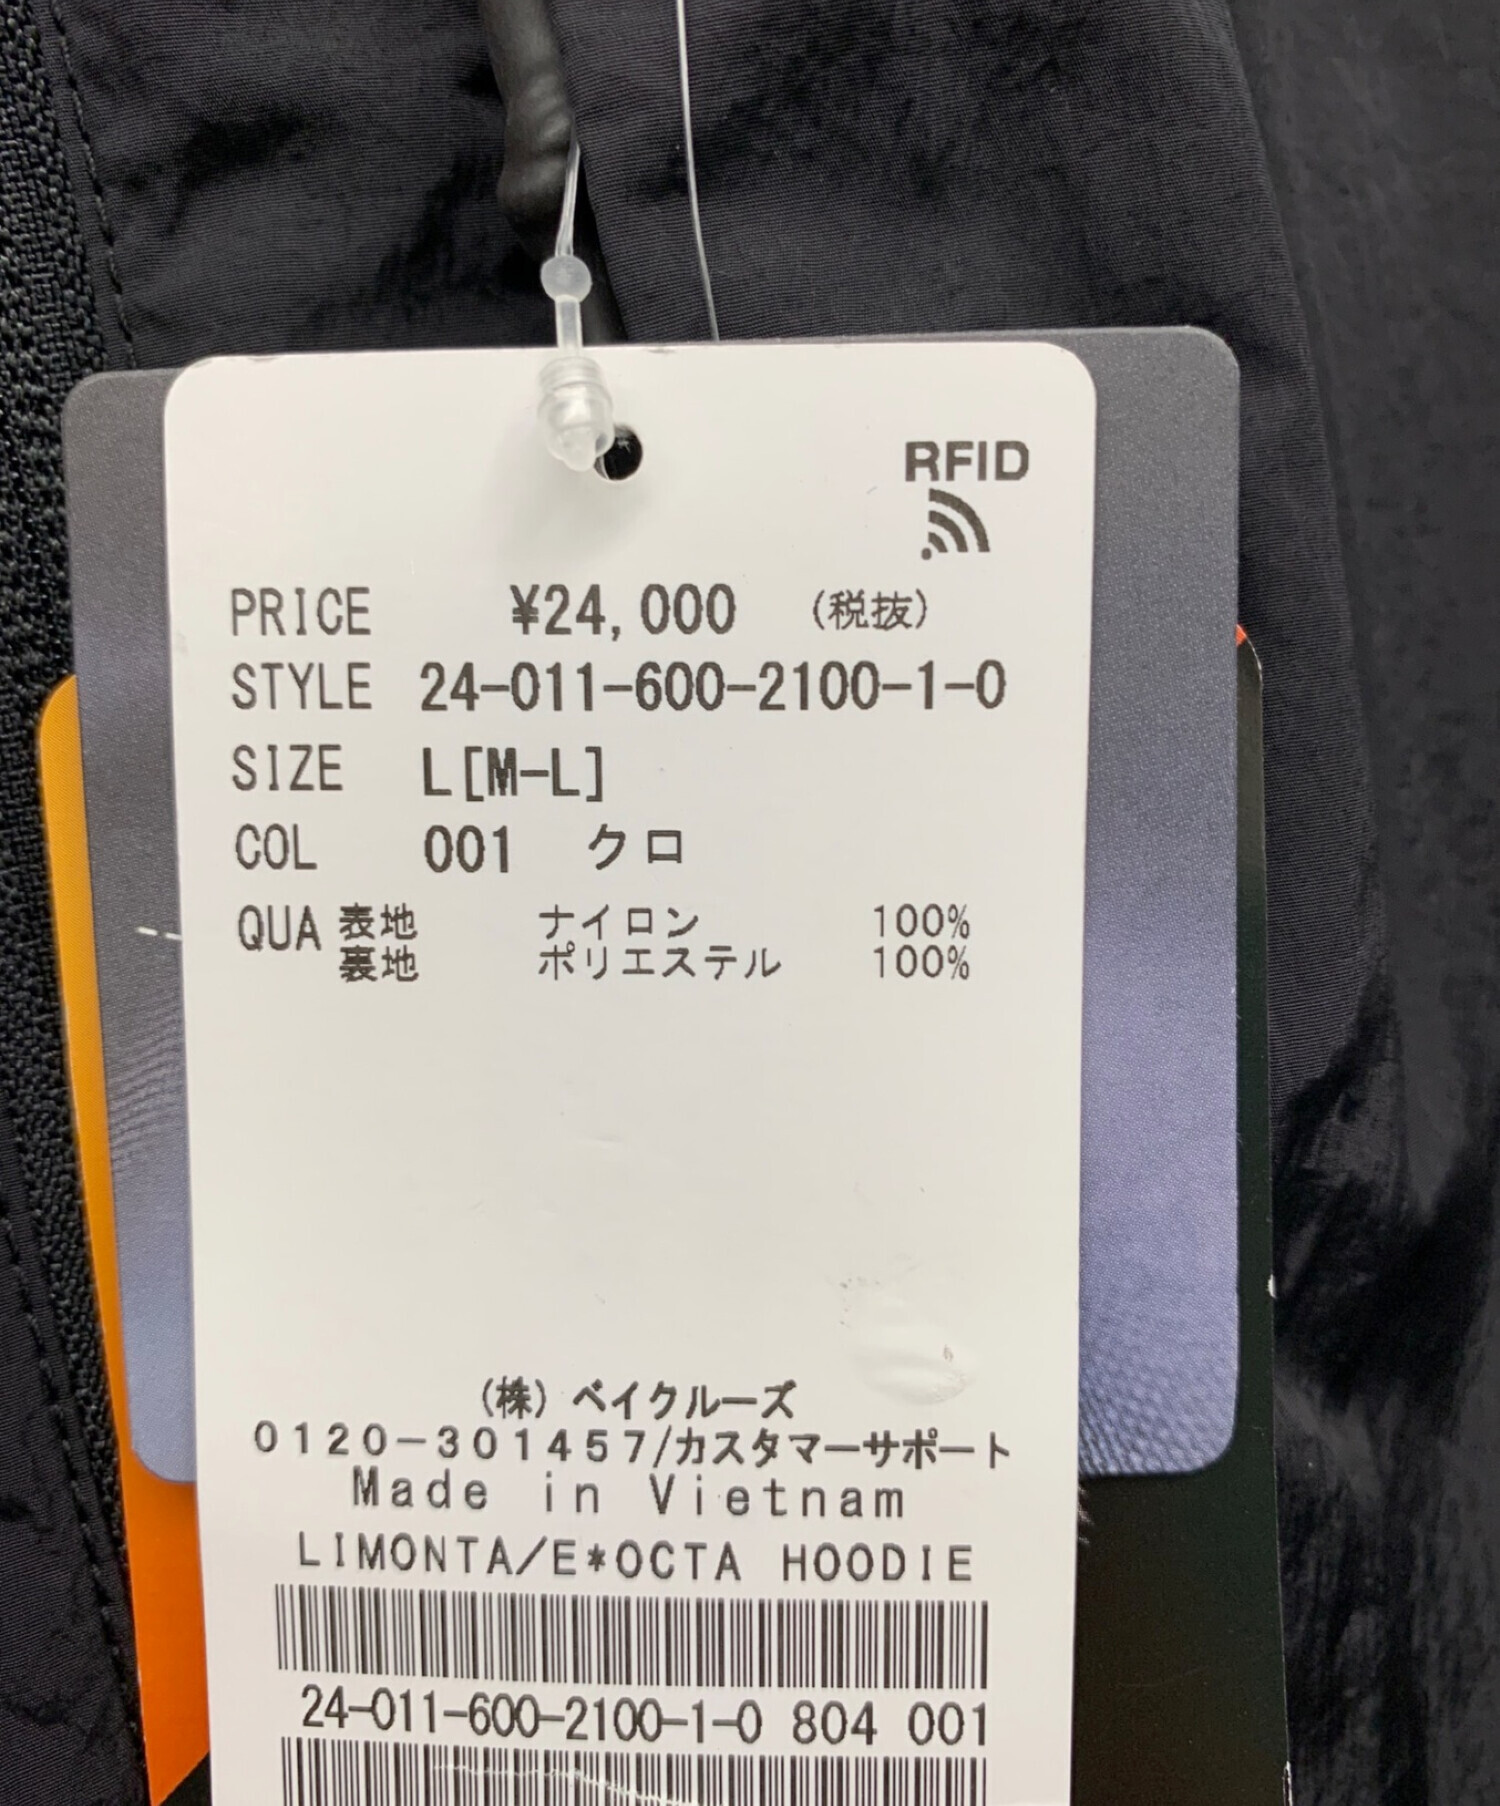 RFID
PRICE ¥24,000 (税抜)
STYLE 24-011-600-2100-1-0
SIZE L[M-L]
COL 001 クロ
QUA 表地 ナイロン 100%
裏地 ポリエステル 100%
(株) ベイクルーズ
0120-301457/カスタマーサポート
Made in Vietnam
LIMONTA/E*OCTA HOODIE
24-011-600-2100-1-0 804 001